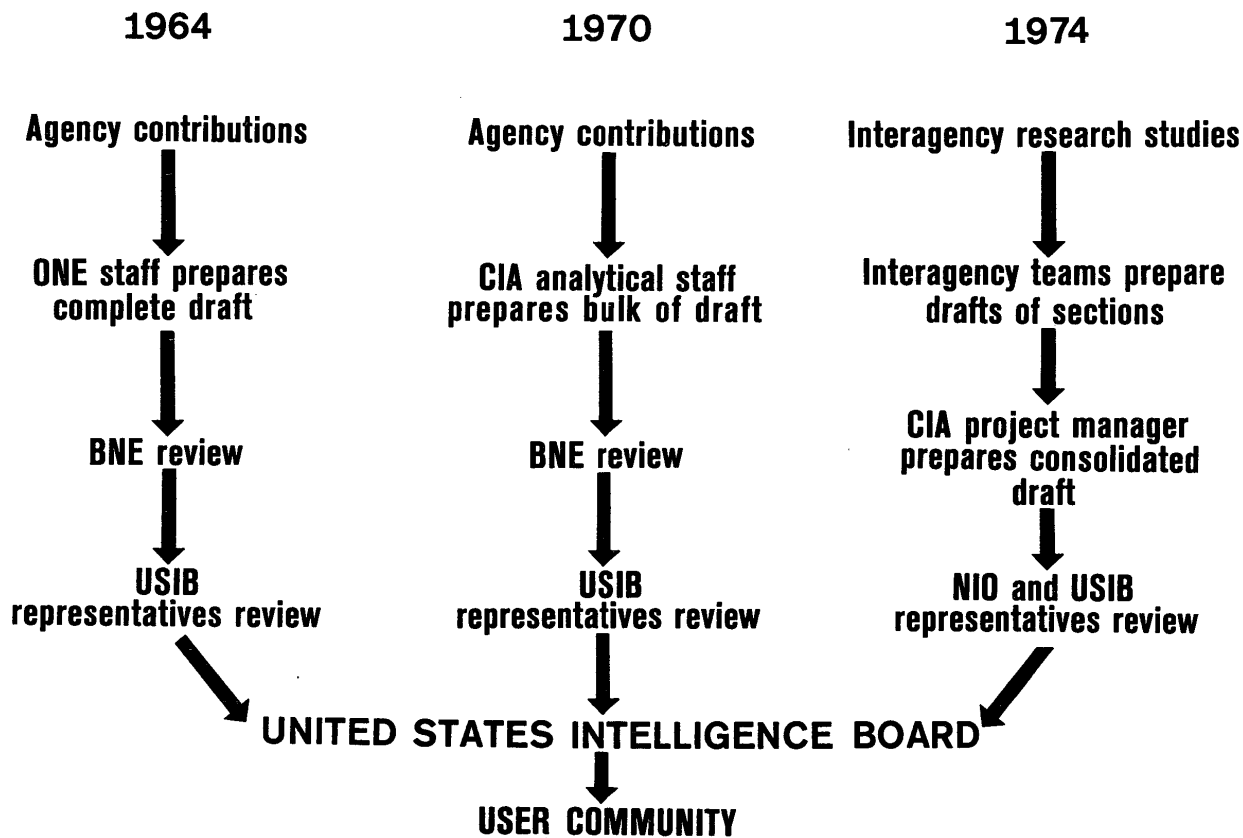 1964
Agency contributions
ONE staff prepares
complete draft
BNE review
USIB
representatives review
1970
Agency contributions
CIA analytical staff
prepares bulk of draft
BNE review
USIB
representatives review
1974
Interagency research studies
Interagency teams prepare
drafts of sections
CIA project manager
prepares consolidated
draft
NIO and USIB
representatives review
UNITED STATES INTELLIGENCE BOARD
USER COMMUNITY